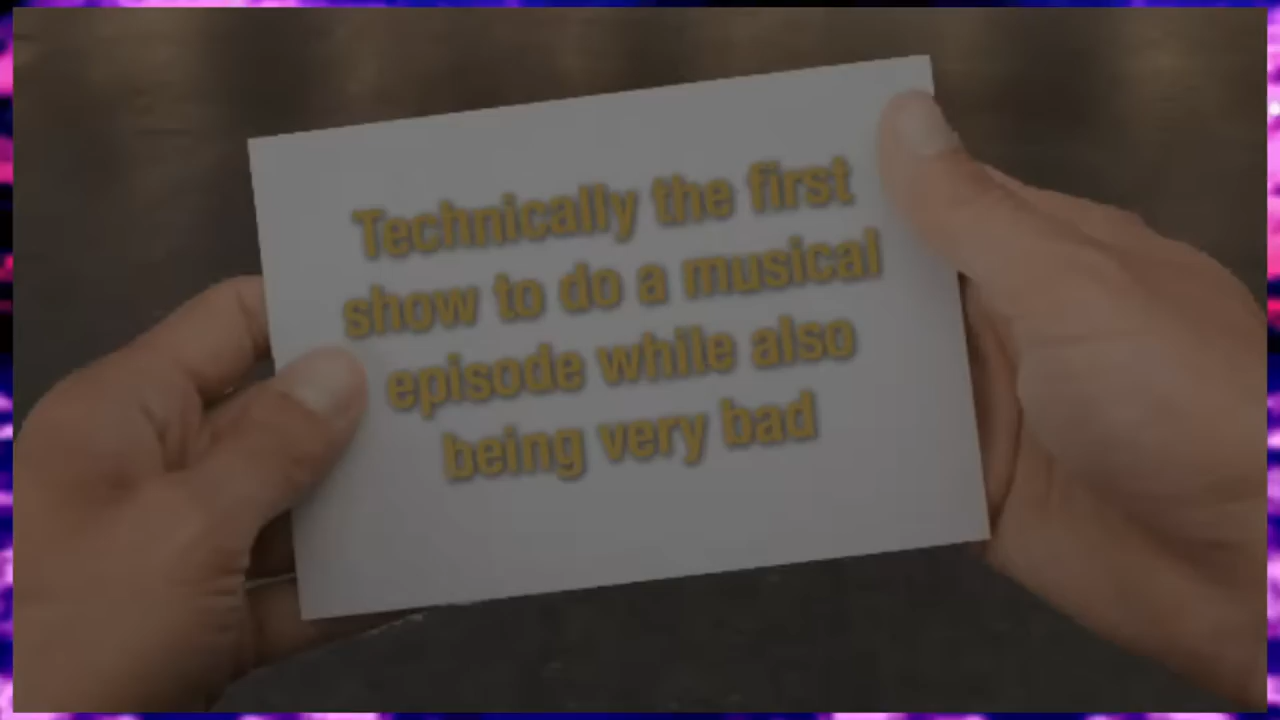 Technically the first
show to do a musical
episode while also
being very bad